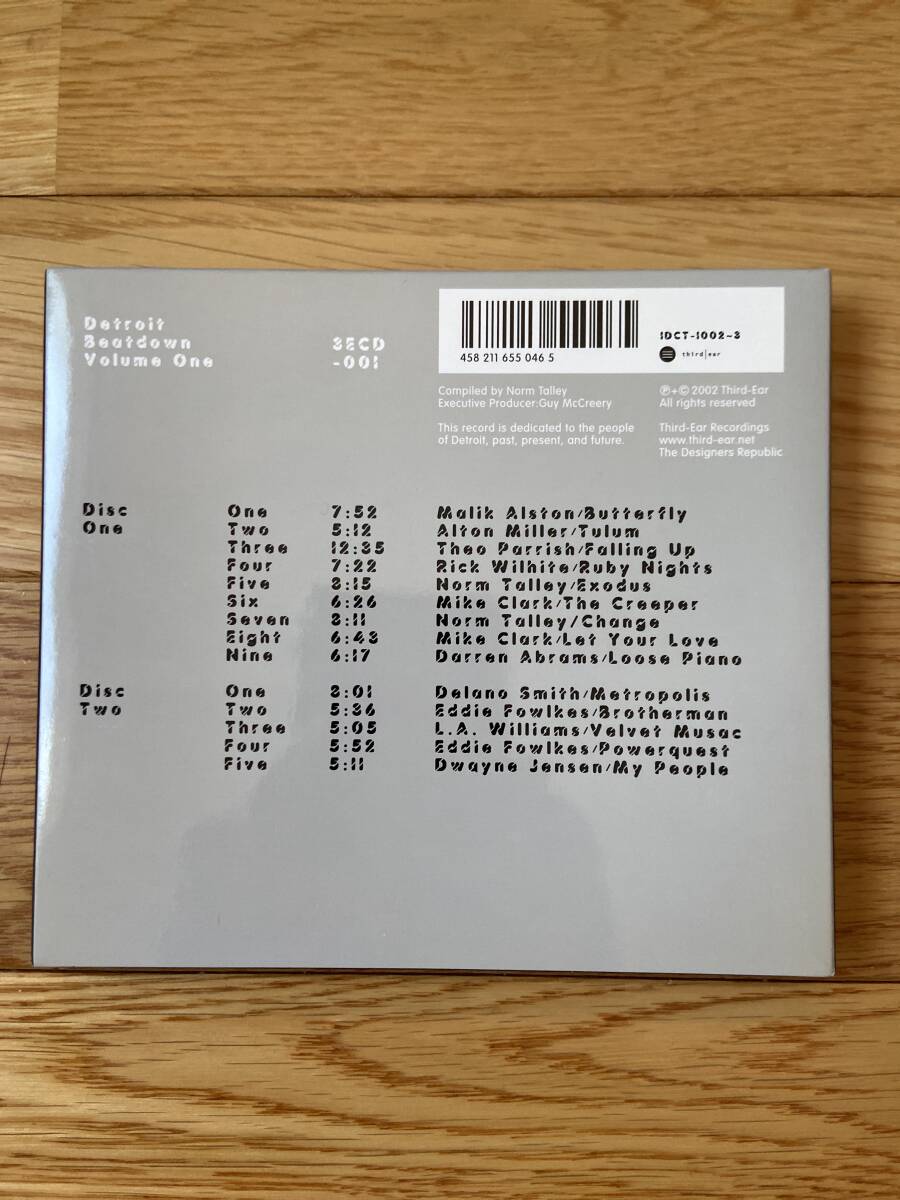 Detroit
Beatdown
Volume One
3ECD
-001
458 211 655 046 5
IDCT-1002~3
third|ear
Compiled by Norm Talley
Executive Producer:Guy McCreery
This record is dedicated to the people
of Detroit, past, present, and future.
℗+© 2002 Third-Ear
All rights reserved
Third-Ear Recordings
www.third-ear.net
The Designers Republic
Disc One 7:52 Malik Alston/Butterfly
One Two 5:12 Alton Miller/Tulum
Three 12:35 Theo Parrish/Falling Up
Four 7:22 Rick Wilhite/Ruby Nights
Five 8:15 Norm Talley/Exodus
Six 6:26 Mike Clark/The Creeper
Seven 8:11 Norm Talley/Change
Eight 6:43 Mike Clark/Let Your Love
Nine 6:17 Darren Abrams/Loose Piano
Disc One 8:01 Delano Smith/Metropolis
Two Two 5:36 Eddie Fowlkes/Brotherman
Three 5:05 L.A. Williams/Velvet Musac
Four 5:52 Eddie Fowlkes/Powerquest
Five 5:11 Dwayne Jensen/My People